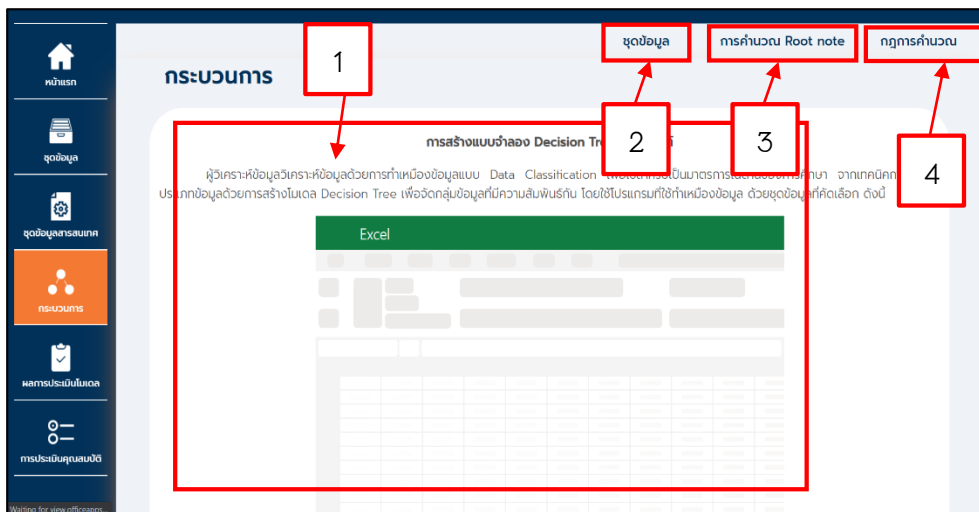 ชุดข้อมูล
การคำนวณ Root note
กฎการคำนวณ
1
2
3
4
หน้าแรก
ชุดข้อมูล
ชุดข้อมูลสารสนเทศ
กระบวนการ
ผลการประเมินโมเดล
การประเมินคุณสมบัติ
Waiting for view.officeapps...
กระบวนการ
การสร้างแบบจำลอง Decision
ผู้วิเคราะห์ข้อมูลวิเคราะห์ข้อมูลด้วยการทำเหมืองข้อมูลแบบ Data Classification จากเทคนิค
ประเภทข้อมูลด้วยการสร้างโมเดล Decision Tree เพื่อจัดกลุ่มข้อมูลที่มีความสัมพันธ์กัน โดยใช้โปรแกรมที่ใช้ทำเหมืองข้อมูล ด้วยชุดข้อมูลที่คัดเลือก ดังนี้
Excel